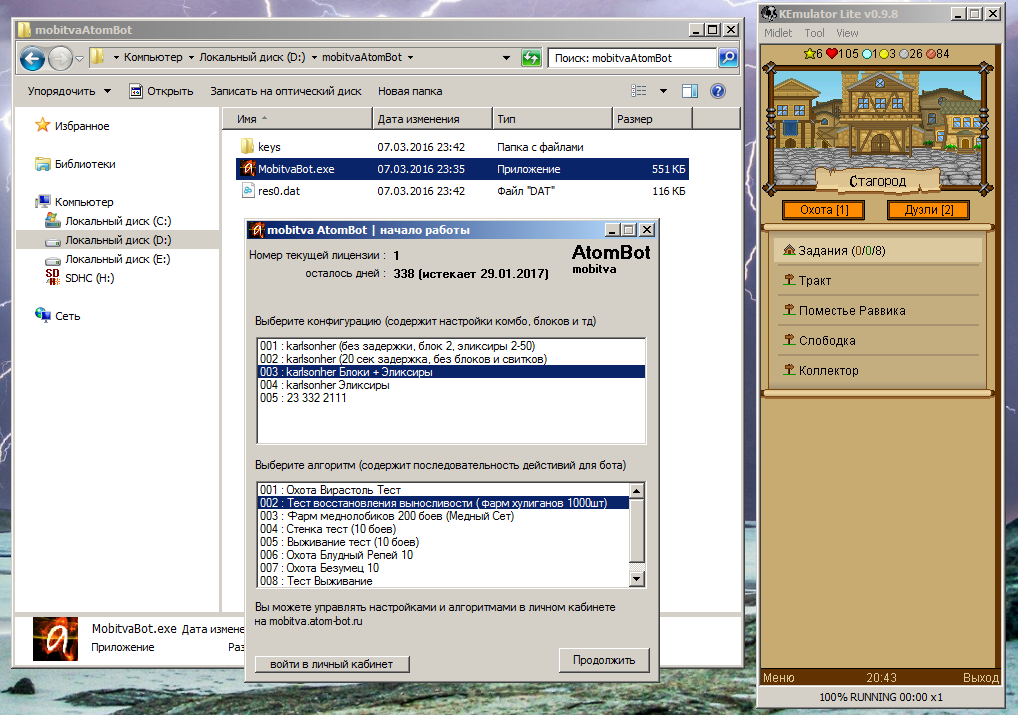 mobitvaAtomBot
Компьютер
Локальный диск (D:)
mobitvaAtomBot
Поиск: mobitvaAtomBot
Упорядочить
Открыть
Записать на оптический диск
Новая папка
Избранное
Библиотеки
Компьютер
Локальный диск (C:)
Локальный диск (D:)
Локальный диск (E:)
SDHC (H:)
Сеть
Имя
Дата изменения
Тип
Размер
keys 07.03.2016 23:42 Папка с файлами
MobitvaBot.exe 07.03.2016 23:35 Приложение 551 КБ
res0.dat 07.03.2016 23:42 Файл "DAT" 116 КБ
MobitvaBot.exe Дата измене
Приложение Раз
mobitva AtomBot | начало работы
Номер текущей лицензии : 1
осталось дней : 338 (истекает 29.01.2017)
AtomBot
mobitva
Выберите конфигурацию (содержит настройки комбо, блоков и тд)
001 : karlsonher (без задержки, блок 2, эликсиры 2-50)
002 : karlsonher (20 сек задержка, без блоков и свитков)
003 : karlsonher Блоки + Эликсиры
004 : karlsonher Эликсиры
005 : 23 332 2111
Выберите алгоритм (содержит последовательность действий для бота)
001 : Охота Вирастоль Тест
002 : Тест восстановления выносливости ( фарм хулиганов 1000шт)
003 : Фарм меднолобиков 200 боев (Медный Сет)
004 : Стенка тест (10 боев)
005 : Выживание тест (10 боев)
006 : Охота Блудный Репей 10
007 : Охота Безумец 10
008 : Тест Выживание
Вы можете управлять настройками и алгоритмами в личном кабинете
на mobitva.atom-bot.ru
войти в личный кабинет
Продолжить
KEmulator Lite v0.9.8
Midlet Tool View
6 105 1 3 26 84
Стагород
Охота [1]
Дуэли [2]
Задания (0/0/8)
Тракт
Поместье Раввика
Слободка
Коллектор
Меню 20:43 Выход
100% RUNNING 00:00 x1